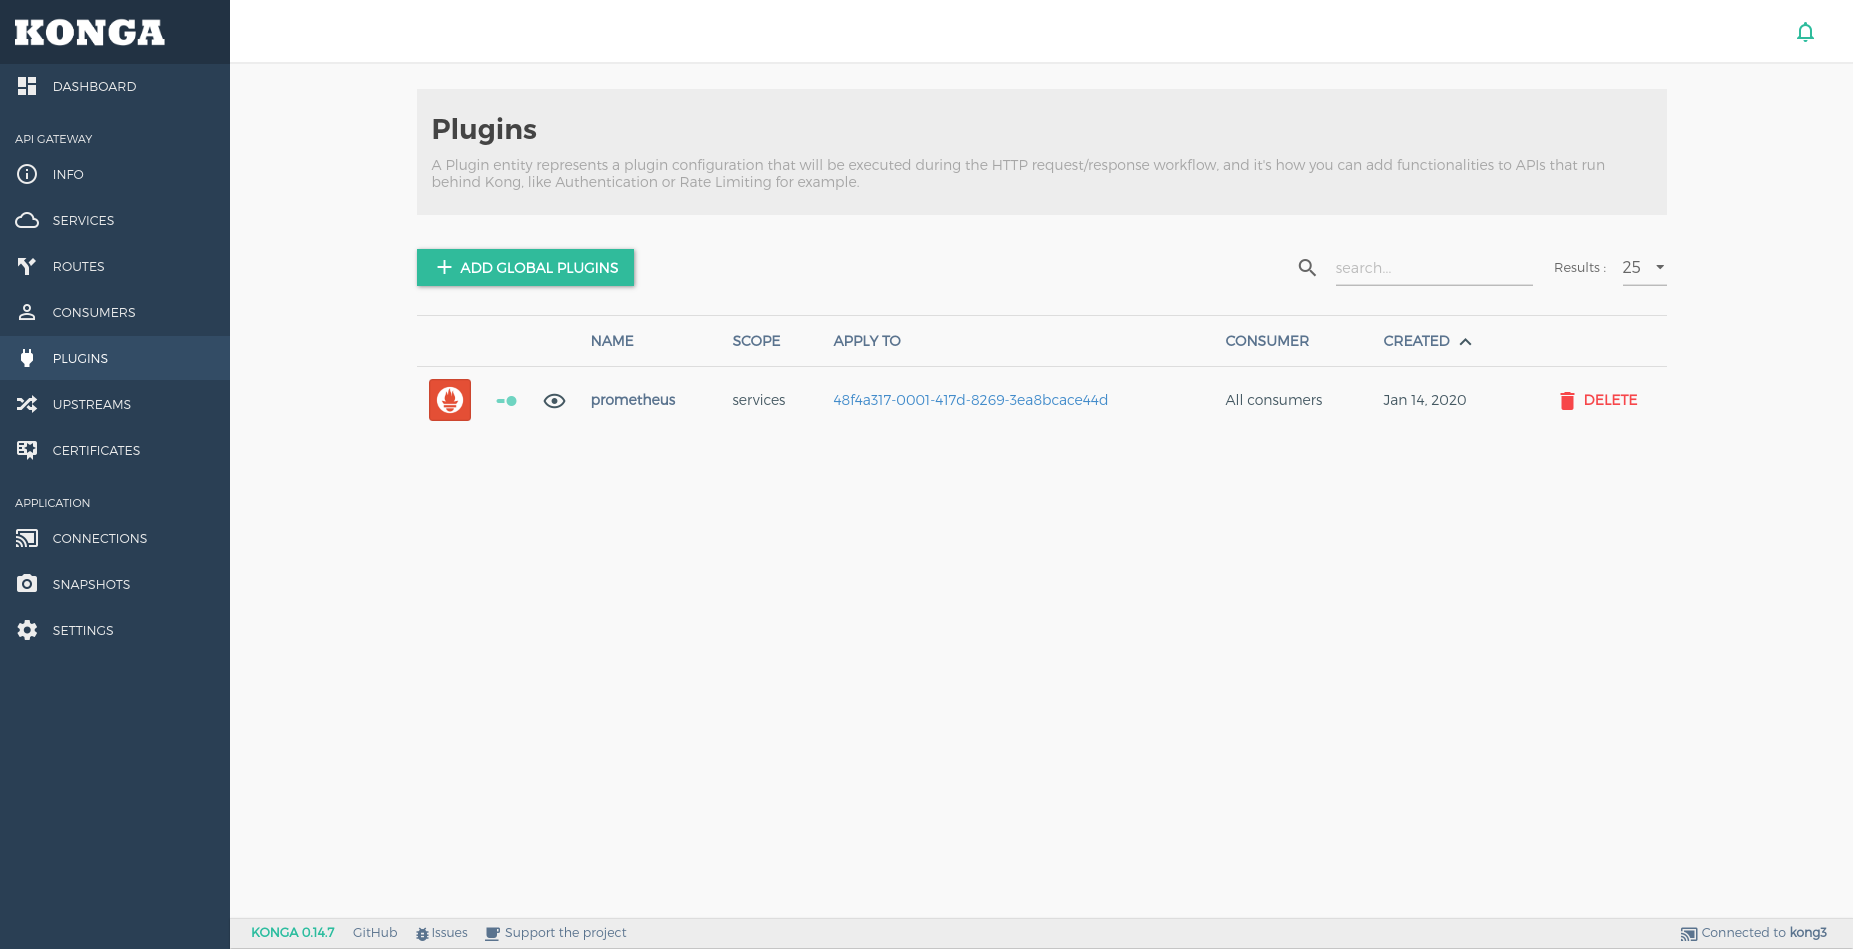 KONGA
DASHBOARD
API GATEWAY
INFO
SERVICES
ROUTES
CONSUMERS
PLUGINS
UPSTREAMS
CERTIFICATES
APPLICATION
CONNECTIONS
SNAPSHOTS
SETTINGS
Plugins
A Plugin entity represents a plugin configuration that will be executed during the HTTP request/response workflow, and it's how you can add functionalities to APIs that run
behind Kong, like Authentication or Rate Limiting for example.
ADD GLOBAL PLUGINS
search...
Results :
25
NAME SCOPE APPLY TO CONSUMER CREATED
prometheus services 48f4a317-0001-417d-8269-3ea8bcace44d All consumers Jan 14, 2020 DELETE
KONGA 0.14.7 GitHub Issues Support the project Connected to kong3